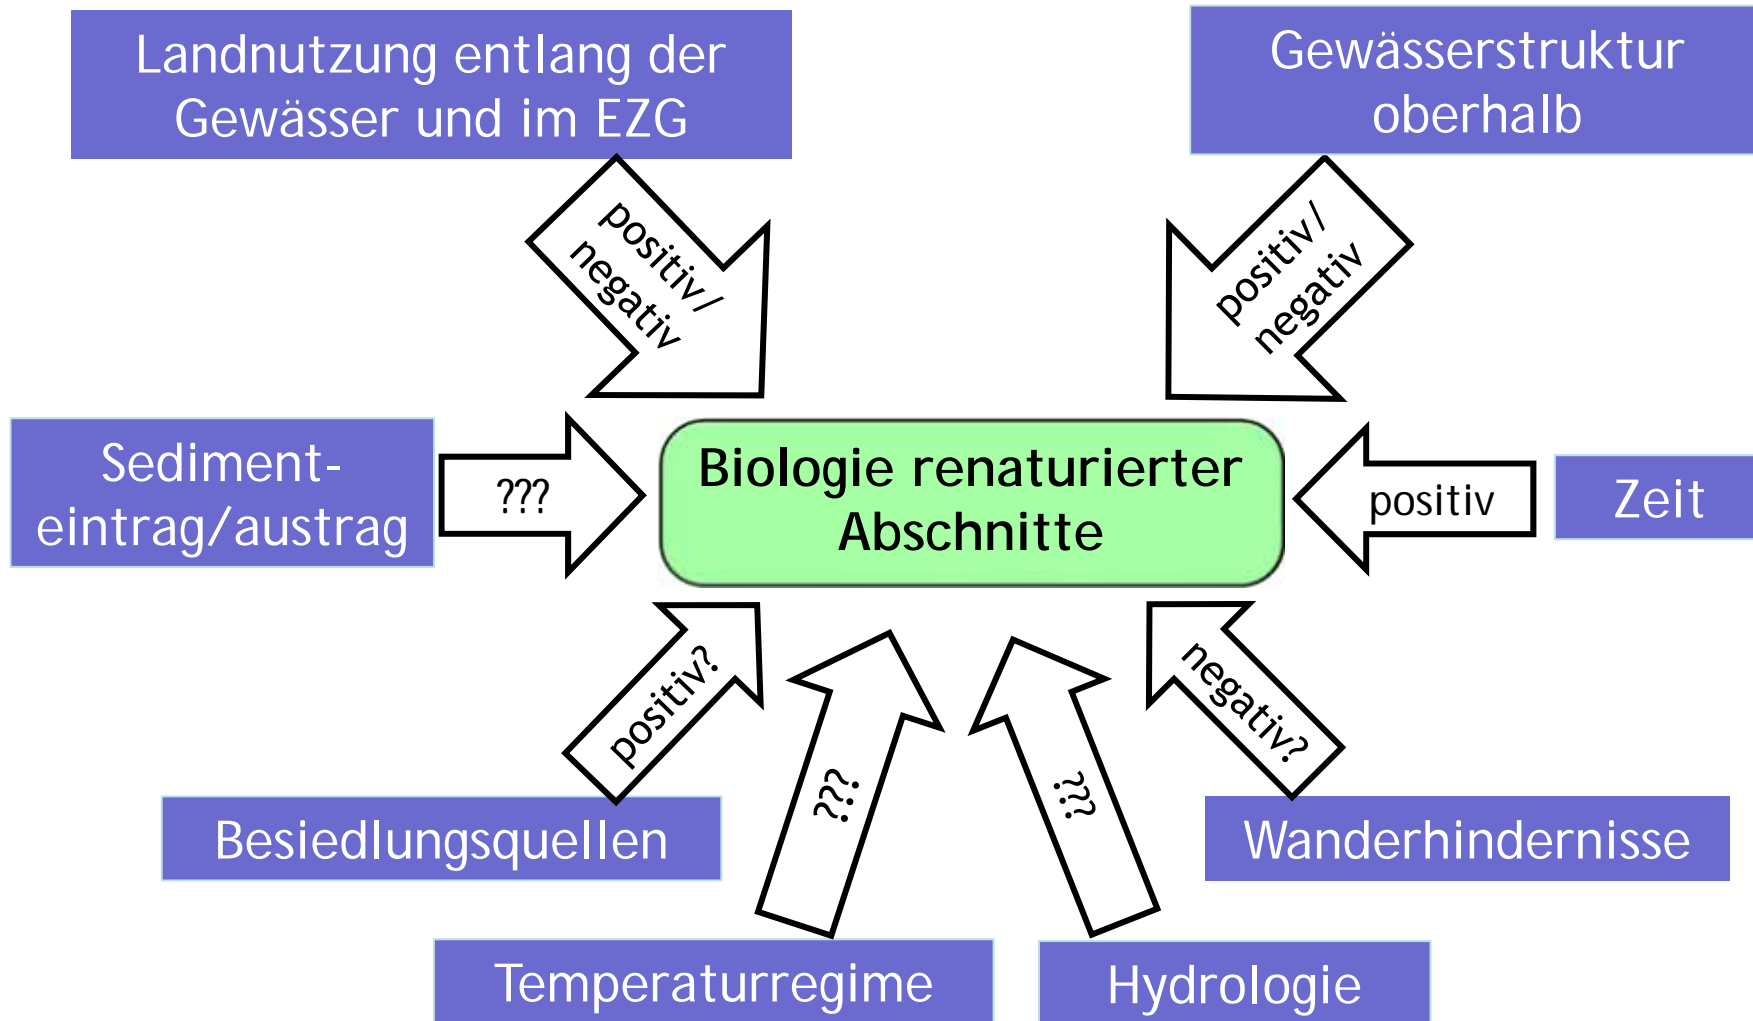 Landnutzung entlang der
Gewässer und im EZG
Gewässerstruktur
oberhalb
positiv/
negativ
positiv/
negativ
Sediment-
eintrag/austrag
???
Biologie renaturierter
Abschnitte
positiv
Zeit
positiv?
???
???
negativ?
Besiedlungsquellen
Wanderhindernisse
Temperaturregime
Hydrologie